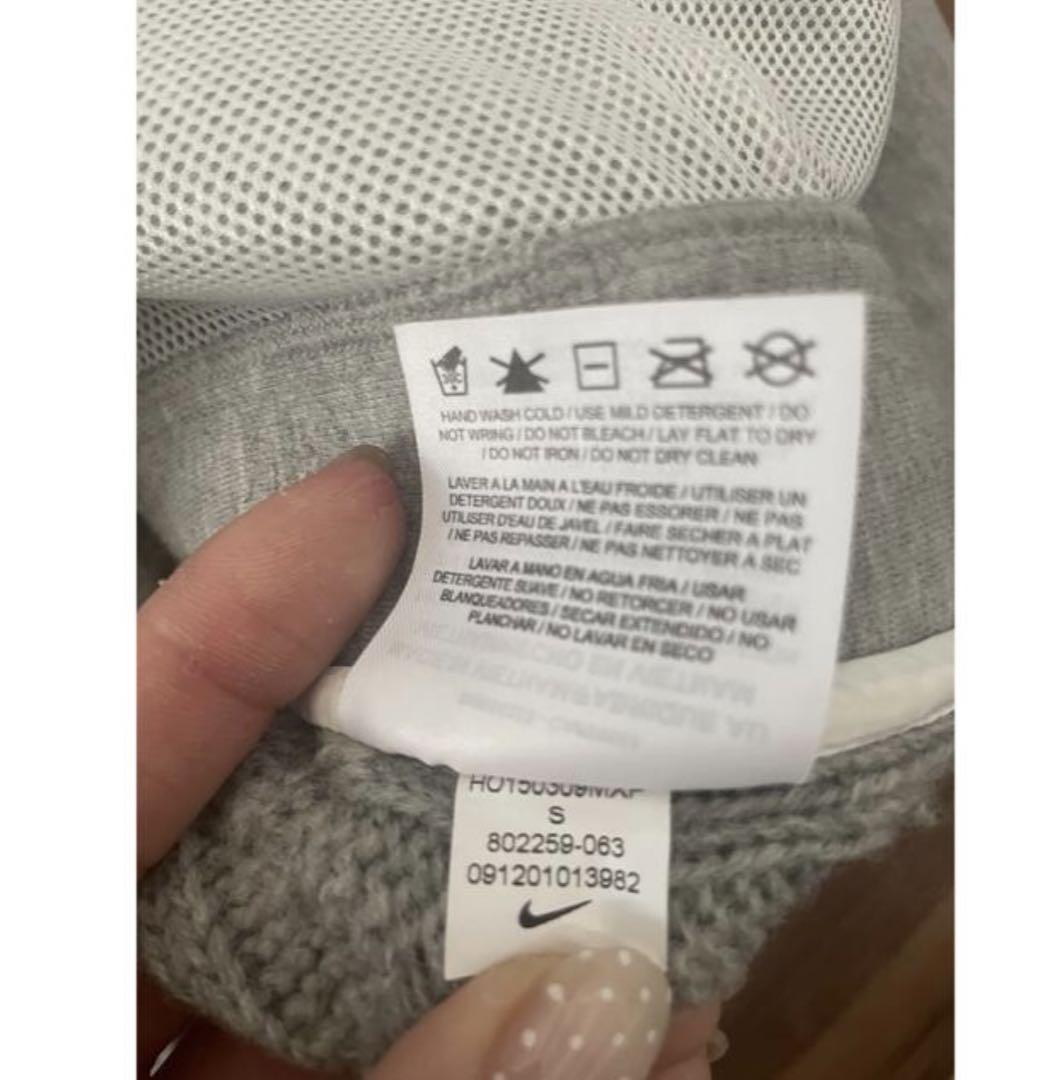 HAND WASH COLD / USE MILD DETERGENT / DO
NOT WRING / DO NOT BLEACH / LAY FLAT TO DRY
/ DO NOT IRON / DO NOT DRY CLEAN
LAVER A LA MAIN A L'EAU FROIDE / UTILISER UN
DETERGENT DOUX / NE PAS ESSORER / NE PAS
UTILISER D'EAU DE JAVEL / FAIRE SECHER A PLAT
/ NE PAS REPASSER / NE PAS NETTOYER A SEC
LAVAR A MANO EN AGUA FRIA / USAR
DETERGENTE SUAVE / NO RETORCER / NO USAR
BLANQUEADORES / SECAR EXTENDIDO / NO
PLANCHAR / NO LAVAR EN SECO
S
802259-063
091201013982